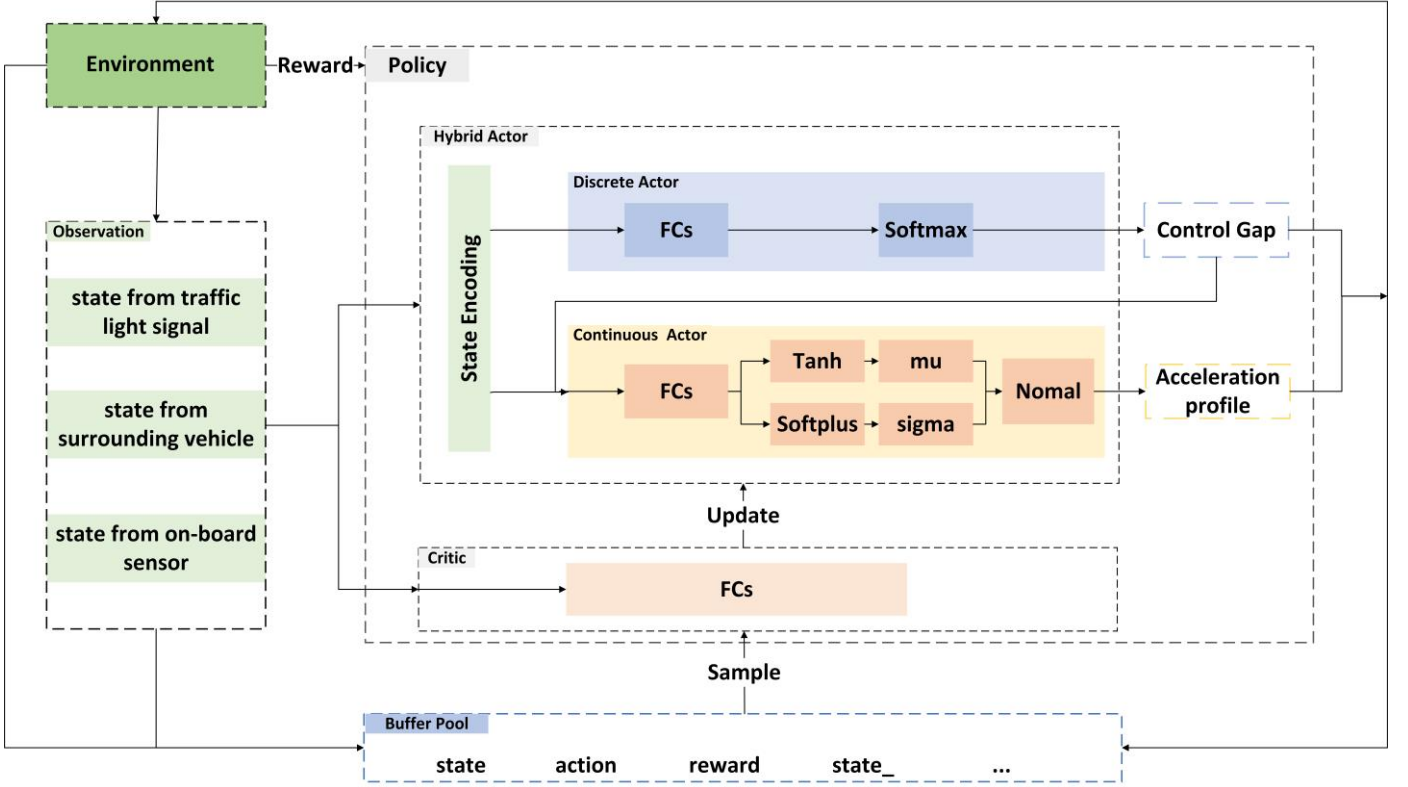 Environment
Reward
Policy
Hybrid Actor
State Encoding
Discrete Actor
FCs
Softmax
Control Gap
Observation
state from traffic
light signal
state from
surrounding vehicle
state from on-board
sensor
Continuous Actor
FCs
Tanh
mu
Softplus
sigma
Nomal
Acceleration
profile
Update
Critic
FCs
Sample
Buffer Pool
state
action
reward
state_
...